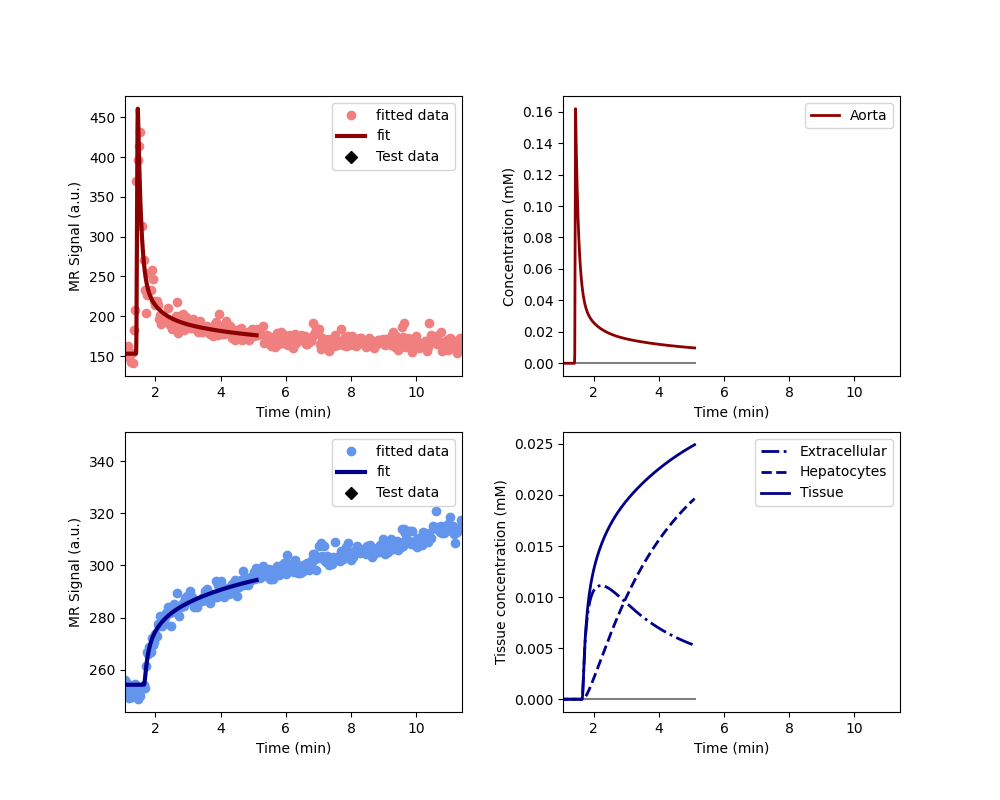 450
400
350
300
250
200
150
MR Signal (a.u.)
fitted data
fit
Test data
2 4 6 8 10
Time (min)
0.16
0.14
0.12
0.10
0.08
0.06
0.04
0.02
0.00
Concentration (mM)
Aorta
2 4 6 8 10
Time (min)
340
320
300
280
260
MR Signal (a.u.)
fitted data
fit
Test data
2 4 6 8 10
Time (min)
0.025
0.020
0.015
0.010
0.005
0.000
Tissue concentration (mM)
Extracellular
Hepatocytes
Tissue
2 4 6 8 10
Time (min)